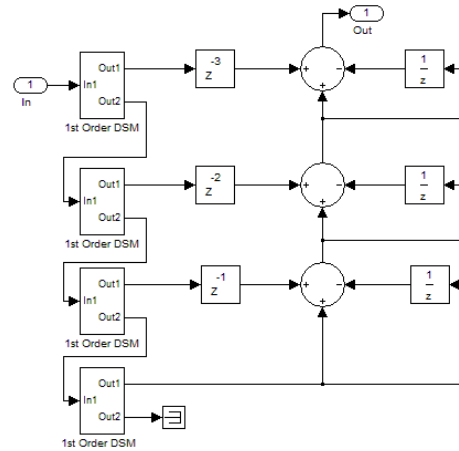 1
Out
Out1
-3
Z
+
-
1
z
1
In1
+
In
Out2
1st Order DSM
Out1
-2
Z
+
-
1
z
In1
+
Out2
1st Order DSM
Out1
-1
Z
+
-
1
z
In1
+
Out2
1st Order DSM
Out1
In1
Out2
1st Order DSM